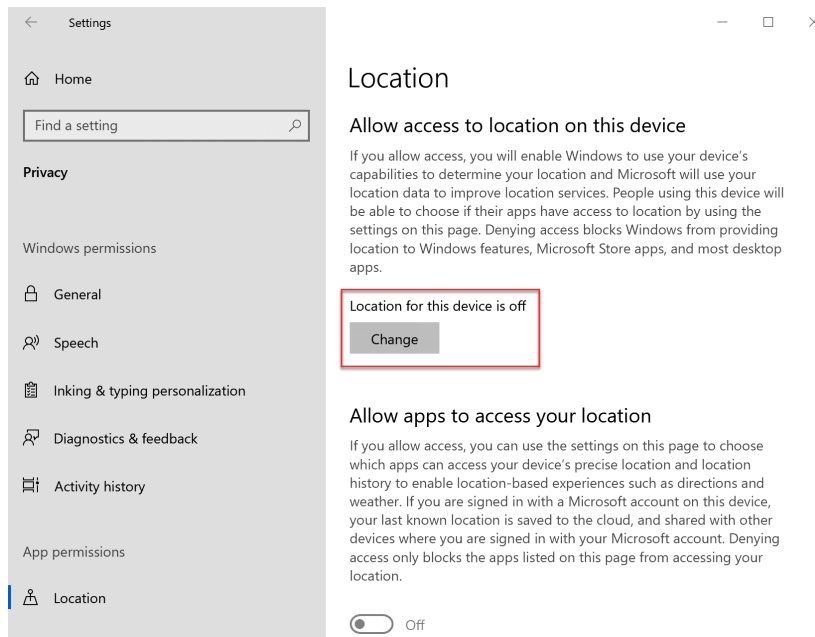 Settings
Home
Find a setting
Privacy
Windows permissions
General
Speech
Inking & typing personalization
Diagnostics & feedback
Activity history
App permissions
Location
Location
Allow access to location on this device
If you allow access, you will enable Windows to use your device's
capabilities to determine your location and Microsoft will use your
location data to improve location services. People using this device will
be able to choose if their apps have access to location by using the
settings on this page. Denying access blocks Windows from providing
location to Windows features, Microsoft Store apps, and most desktop
apps.
Location for this device is off
Change
Allow apps to access your location
If you allow access, you can use the settings on this page to choose
which apps can access your device's precise location and location
history to enable location-based experiences such as directions and
weather. If you are signed in with a Microsoft account on this device,
your last known location is saved to the cloud, and shared with other
devices where you are signed in with your Microsoft account. Denying
access only blocks the apps listed on this page from accessing your
location.
Off